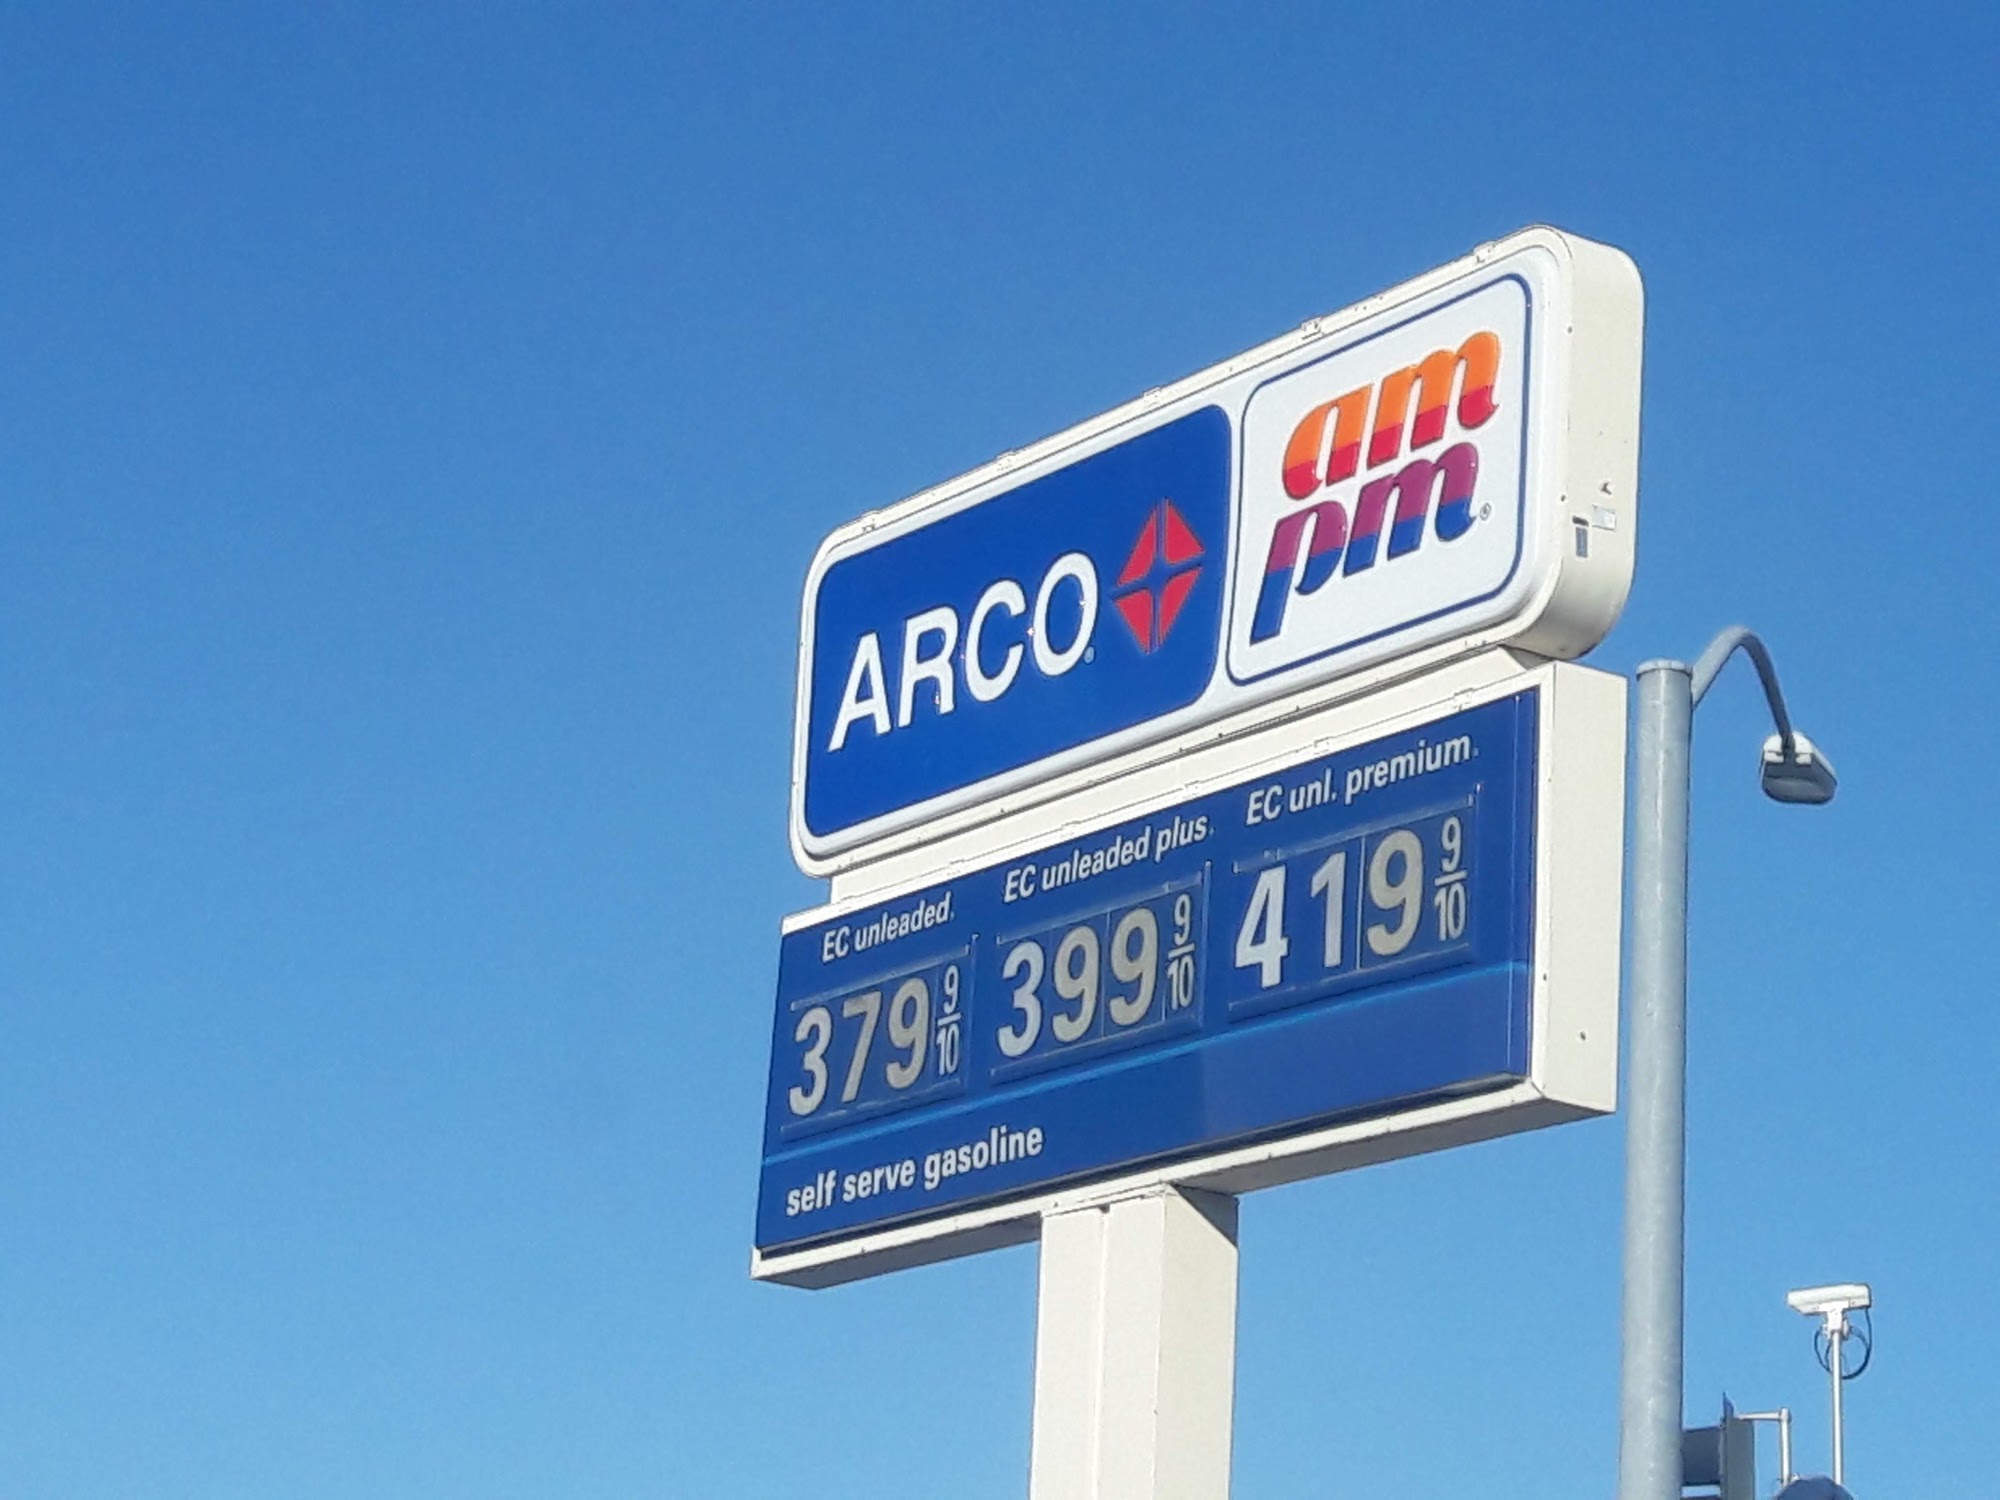 ARCO
am
pm®
EC unleaded.
EC unleaded plus.
EC unl. premium.
379 9/10
399 9/10
419 9/10
self serve gasoline